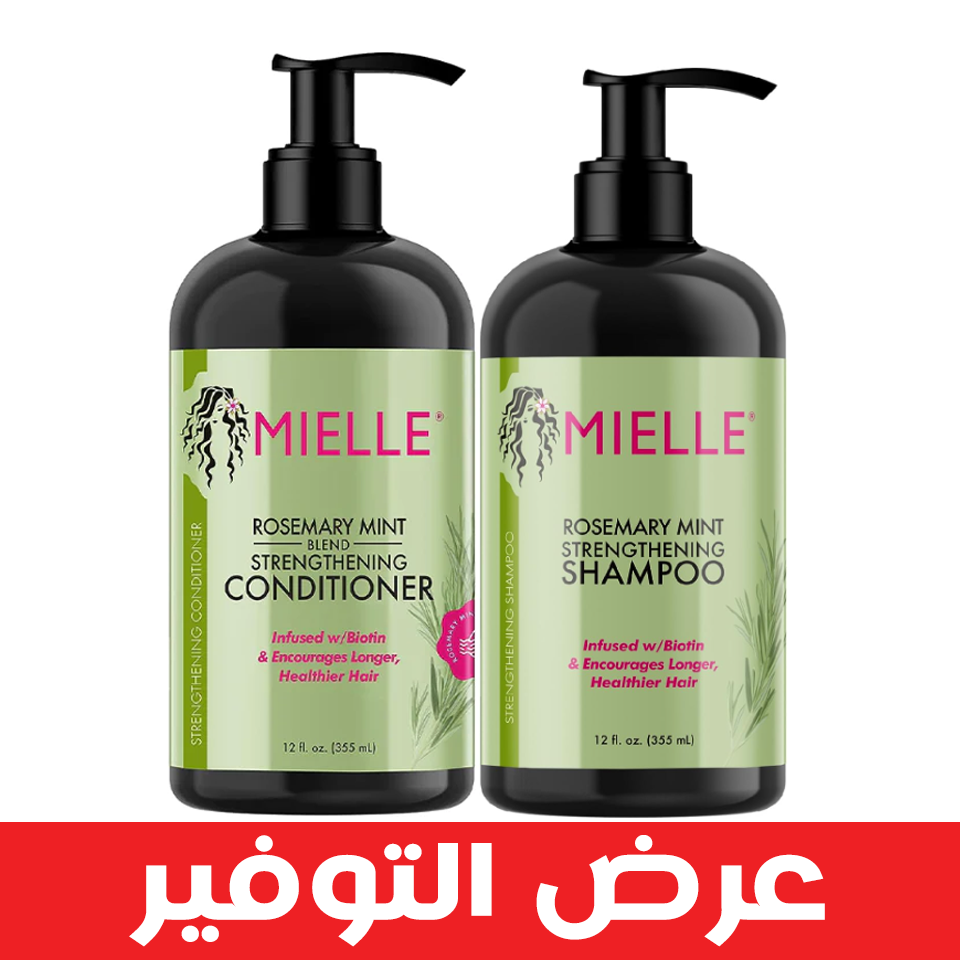 MIELLE®
ROSEMARY MINT
BLEND
STRENGTHENING
CONDITIONER
Infused w/Biotin
& Encourages Longer,
Healthier Hair
12 fl. oz. (355 mL)
STRENGTHENING CONDITIONER
ROSEMARY MIN
MIELLE®
ROSEMARY MINT
STRENGTHENING
SHAMPOO
Infused w/Biotin
& Encourages Longer,
Healthier Hair
12 fl. oz. (355 mL)
STRENGTHENING SHAMPOO
عرض التوفير